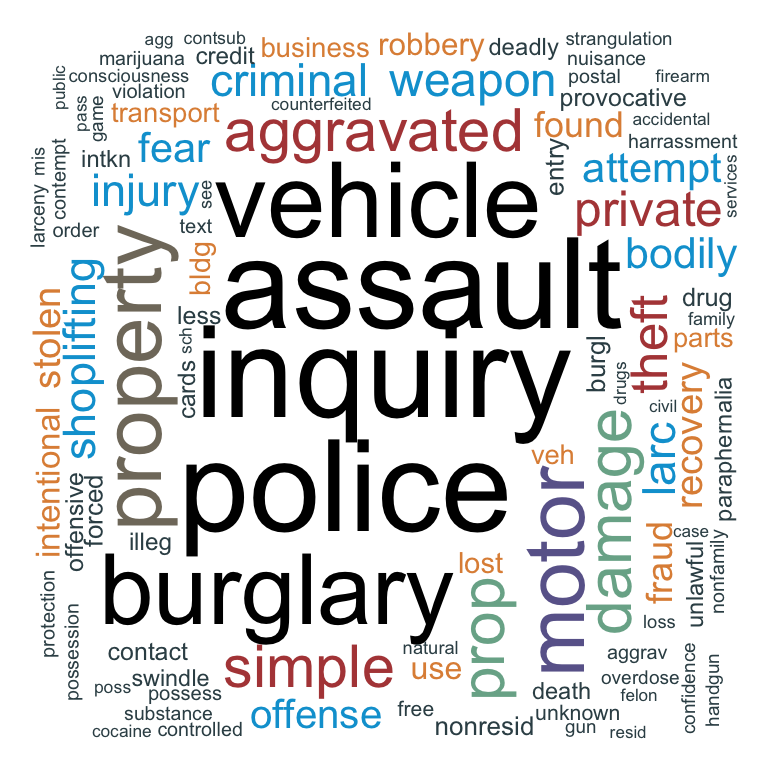 agg
contsub
business
robbery
deadly
strangulation
marijuana
credit
nuisance
public
consciousness
criminal
weapon
postal
firearm
violation
counterfeited
provocative
pass
game
transport
aggravated
found
accidental
harrassment
fear
intkn
entry
attempt
larceny
mis
contempt
injury
see
vehicle
private
services
order
text
property
bldg
assault
bodily
shoplifting
stolen
less
drug
family
theft
parts
sch
cards
inquiry
burgl
drugs
civil
intentional
larc
recovery
paraphernalia
offensive
forced
police
veh
damage
motor
illeg
fraud
case
unlawful
nonfamily
burglary
lost
prop
protection
possession
loss
contact
simple
natural
use
aggrav
swindle
poss
possess
death
overdose
felon
confidence
handgun
substance
offense
free
unknown
cocaine
controlled
nonresid
gun
resid